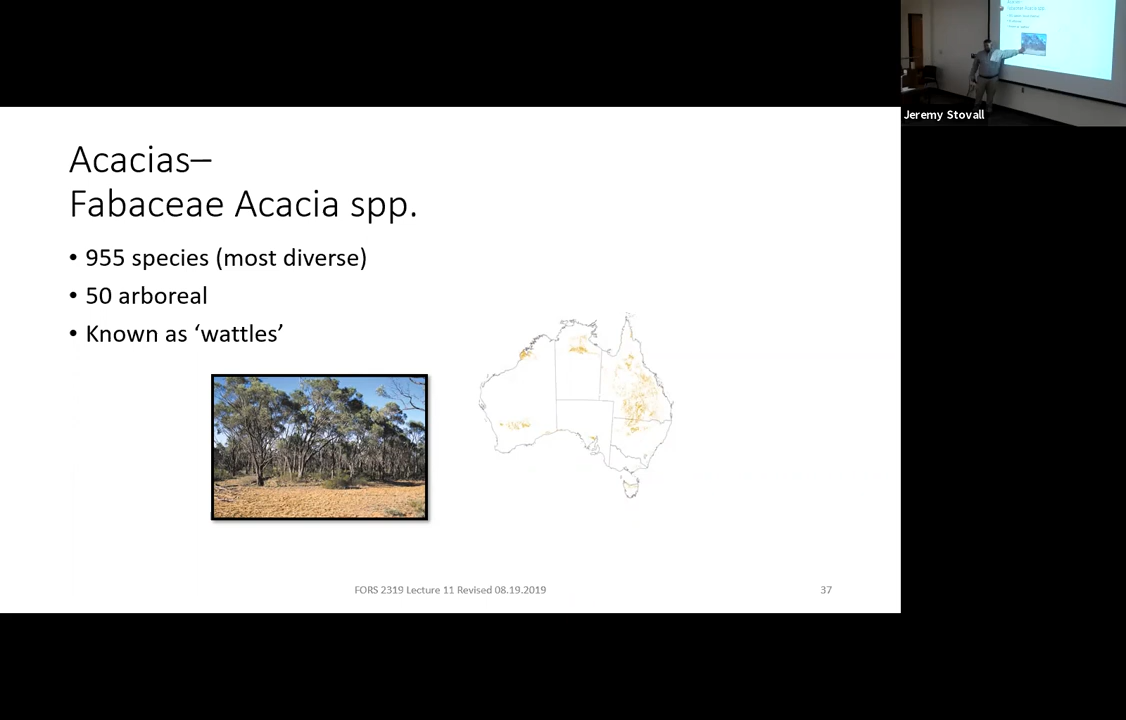 Acacias–
Fabaceae Acacia spp.
• 955 species (most diverse)
• 50 arboreal
• Known as ‘wattles’
FORS 2319 Lecture 11 Revised 08.19.2019
37
Jeremy Stovall